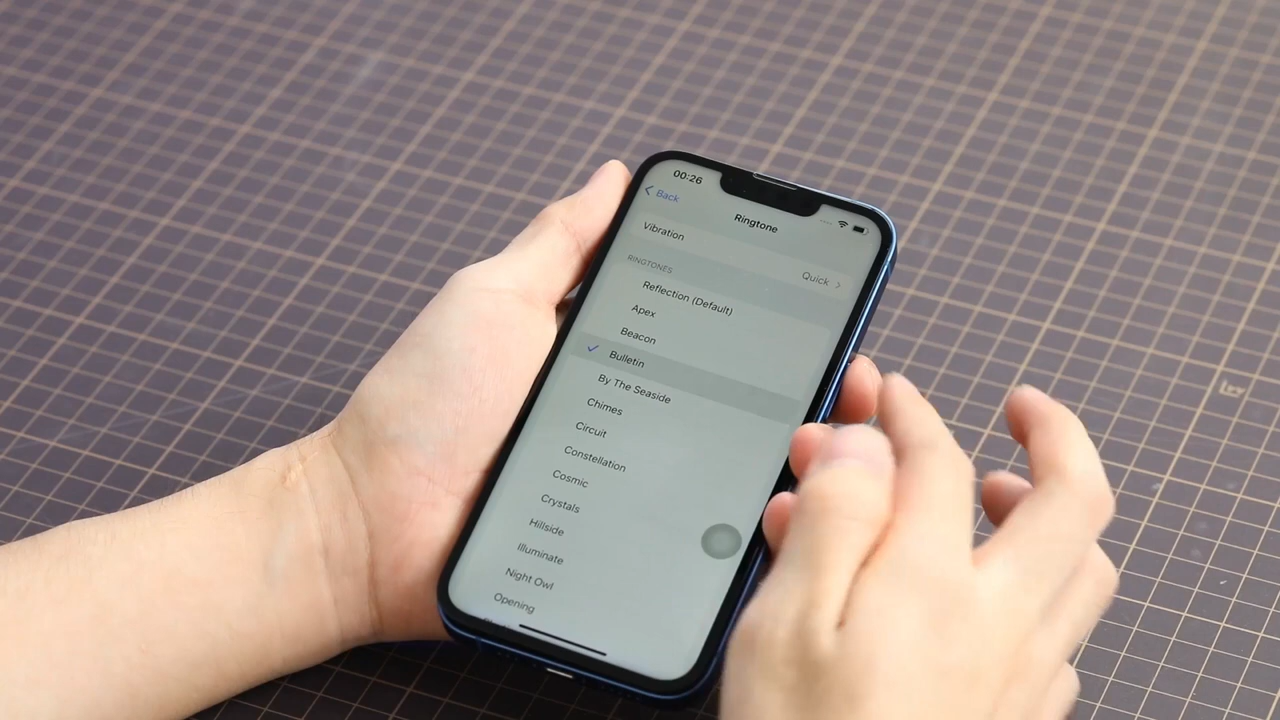 00:26
Back
Ringtone
Vibration
Quick
RINGTONES
Reflection (Default)
Apex
Beacon
Bulletin
By The Seaside
Chimes
Circuit
Constellation
Cosmic
Crystals
Hillside
Illuminate
Night Owl
Opening